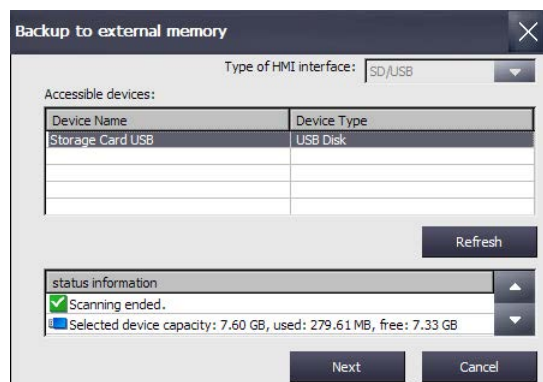 Backup to external memory
Type of HMI interface: SD/USB
Accessible devices:
Device Name Device Type
Storage Card USB USB Disk
Refresh
status information
Scanning ended.
Selected device capacity: 7.60 GB, used: 279.61 MB, free: 7.33 GB
Next Cancel